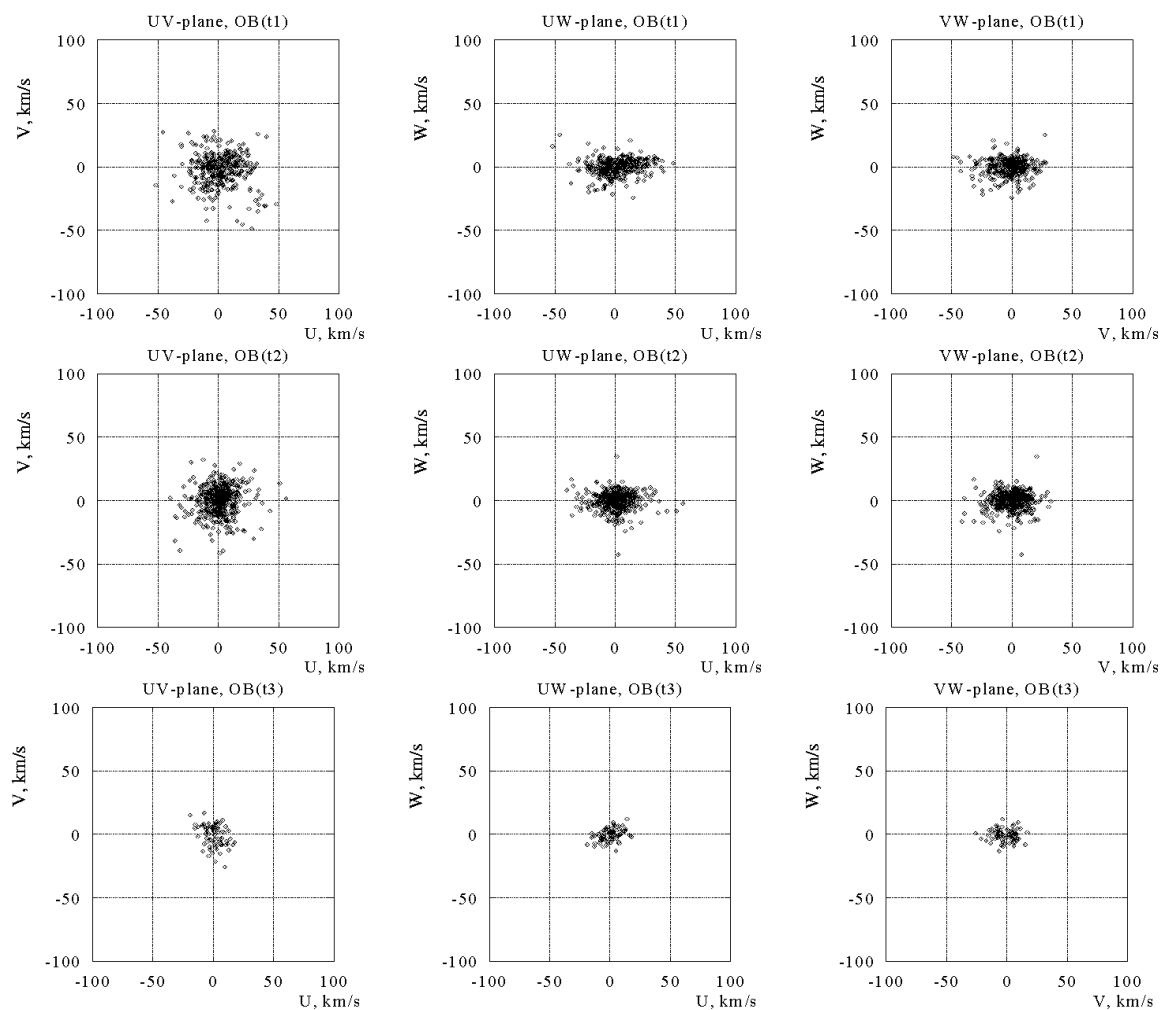 UV-plane, OB(t1) UW-plane, OB(t1) VW-plane, OB(t1)
100 100 100
V, km/s W, km/s W, km/s
50 50 50
0 0 0
-50 -50 -50
-100 -100 -100
-100 -50 0 50 100 -100 -50 0 50 100 -100 -50 0 50 100
U, km/s U, km/s V, km/s
UV-plane, OB(t2) UW-plane, OB(t2) VW-plane, OB(t2)
100 100 100
V, km/s W, km/s W, km/s
50 50 50
0 0 0
-50 -50 -50
-100 -100 -100
-100 -50 0 50 100 -100 -50 0 50 100 -100 -50 0 50 100
U, km/s U, km/s V, km/s
UV-plane, OB(t3) UW-plane, OB(t3) VW-plane, OB(t3)
100 100 100
V, km/s W, km/s W, km/s
50 50 50
0 0 0
-50 -50 -50
-100 -100 -100
-100 -50 0 50 100 -100 -50 0 50 100 -100 -50 0 50 100
U, km/s U, km/s V, km/s